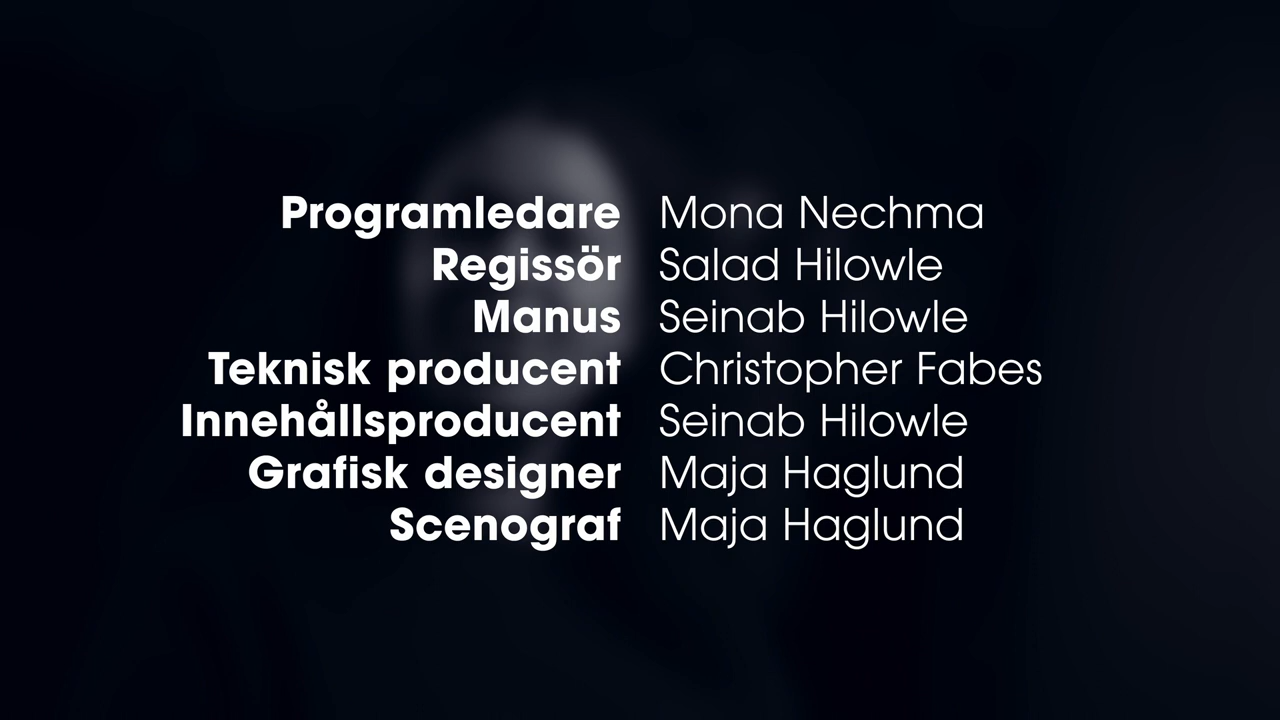 Programledare Mona Nechma
Regissör Salad Hilowle
Manus Seinab Hilowle
Teknisk producent Christopher Fabes
Innehållsproducent Seinab Hilowle
Grafisk designer Maja Haglund
Scenograf Maja Haglund